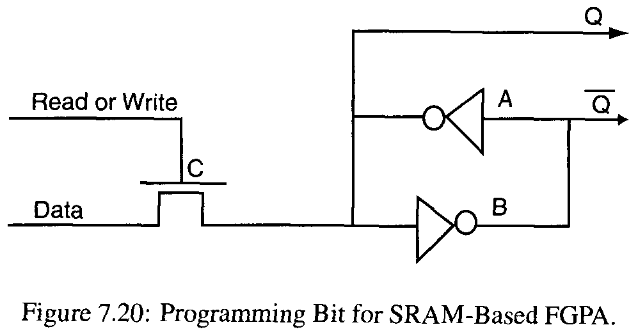 Q
Read or Write
A
Q
C
Data
B
Figure 7.20: Programming Bit for SRAM-Based FGPA.